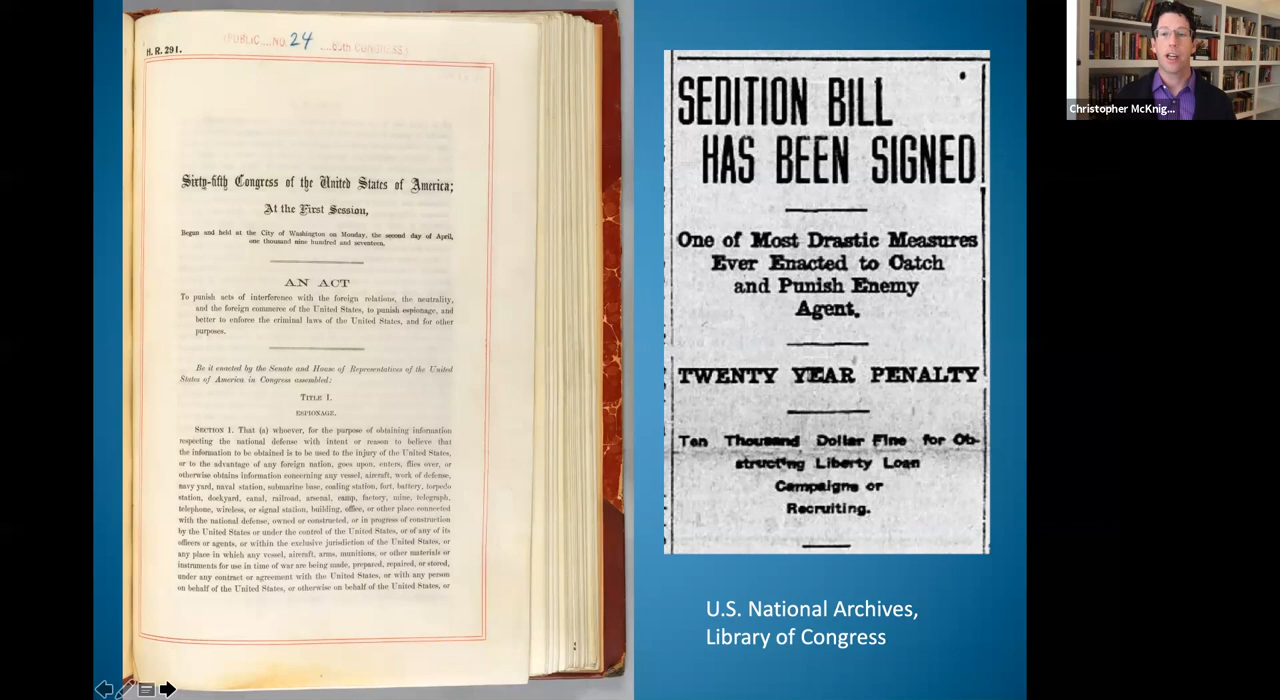 H. R. 291.
(PUBLIC...NO. 24 ....65th CONGRESS)
Sixty-fifth Congress of the United States of America;
At the First Session,
Begun and held at the City of Washington on Monday, the second day of April,
one thousand nine hundred and seventeen.
AN ACT
To punish acts of interference with the foreign relations, the neutrality,
and the foreign commerce of the United States, to punish espionage, and
better to enforce the criminal laws of the United States, and for other
purposes.
Be it enacted by the Senate and House of Representatives of the United
States of America in Congress assembled:
TITLE I.
ESPIONAGE.
SECTION 1. That (a) whoever, for the purpose of obtaining information
respecting the national defense with intent or reason to believe that
the information to be obtained is to be used to the injury of the United States,
or to the advantage of any foreign nation, goes upon, enters, flies over, or
otherwise obtains information concerning any vessel, aircraft, work of defense,
navy yard, naval station, submarine base, coaling station, fort, battery, torpedo
station, dockyard, canal, railroad, arsenal, camp, factory, mine, telegraph,
telephone, wireless, or signal station, building, office, or other place connected
with the national defense, owned or constructed, or in progress of construction
by the United States or under the control of the United States, or of any of its
officers or agents, or within the exclusive jurisdiction of the United States, or
any place in which any vessel, aircraft, arms, munitions, or other materials or
instruments for use in time of war are being made, prepared, repaired, or stored,
under any contract or agreement with the United States, or with any person
on behalf of the United States, or otherwise on behalf of the United States, or
SEDITION BILL
HAS BEEN SIGNED
One of Most Drastic Measures
Ever Enacted to Catch
and Punish Enemy
Agent.
TWENTY YEAR PENALTY
Ten Thousand Dollar Fine for Ob-
structing Liberty Loan
Campaigns or
Recruiting.
U.S. National Archives,
Library of Congress
Christopher McKnig...